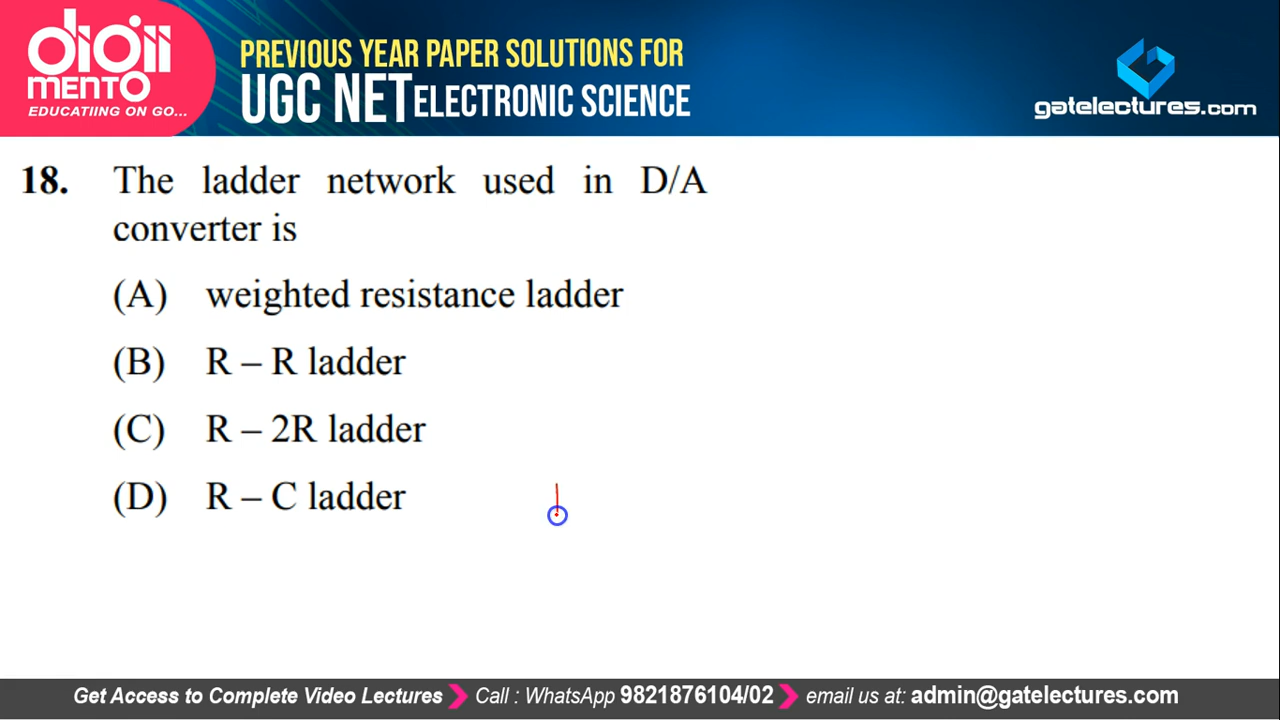 digii
MENTO
EDUCATIING ON GO...
PREVIOUS YEAR PAPER SOLUTIONS FOR
UGC NET ELECTRONIC SCIENCE
gatelectures.com
18. The ladder network used in D/A
converter is
(A) weighted resistance ladder
(B) R – R ladder
(C) R – 2R ladder
(D) R – C ladder
Get Access to Complete Video Lectures Call : WhatsApp 9821876104/02 email us at: admin@gatelectures.com